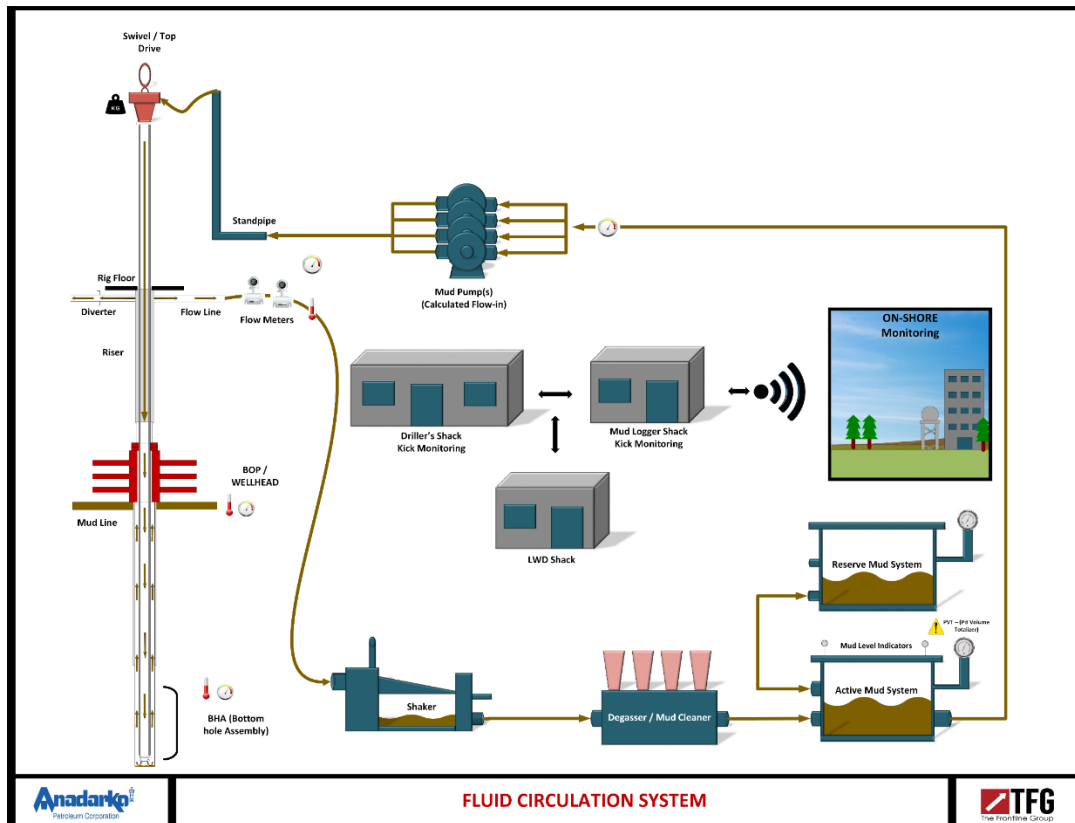 Swivel / Top
Drive
KG
Standpipe
Mud Pump(s)
(Calculated Flow-in)
Rig Floor
Diverter
Flow Line
Flow Meters
Riser
ON-SHORE
Monitoring
Driller's Shack
Kick Monitoring
Mud Logger Shack
Kick Monitoring
BOP /
WELLHEAD
Mud Line
LWD Shack
Reserve Mud System
PVT – (Pit Volume
Totalizer)
Mud Level Indicators
BHA (Bottom
hole Assembly)
Shaker
Degasser / Mud Cleaner
Active Mud System
Anadarko
Petroleum Corporation
FLUID CIRCULATION SYSTEM
TFG
The Frontline Group